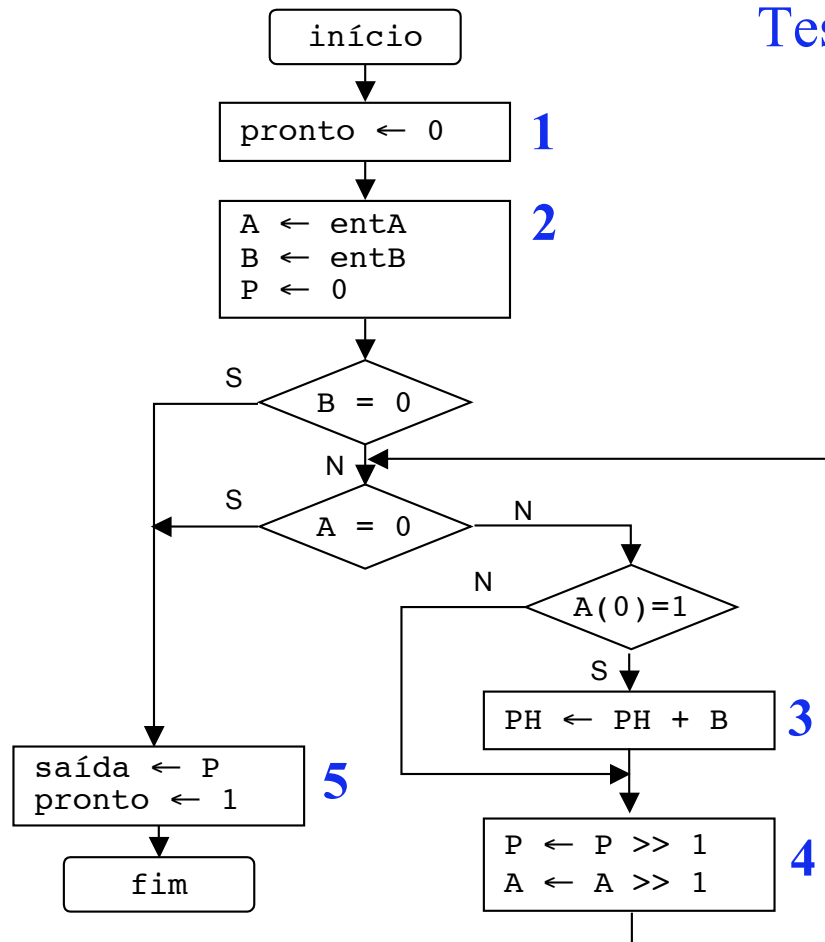 Tes
início
pronto ← 0
1
A ← entA
B ← entB
P ← 0
2
S
B = 0
N
S
A = 0
N
N
A(0)=1
S
PH ← PH + B
3
saída ← P
pronto ← 1
5
P ← P >> 1
A ← A >> 1
4
fim